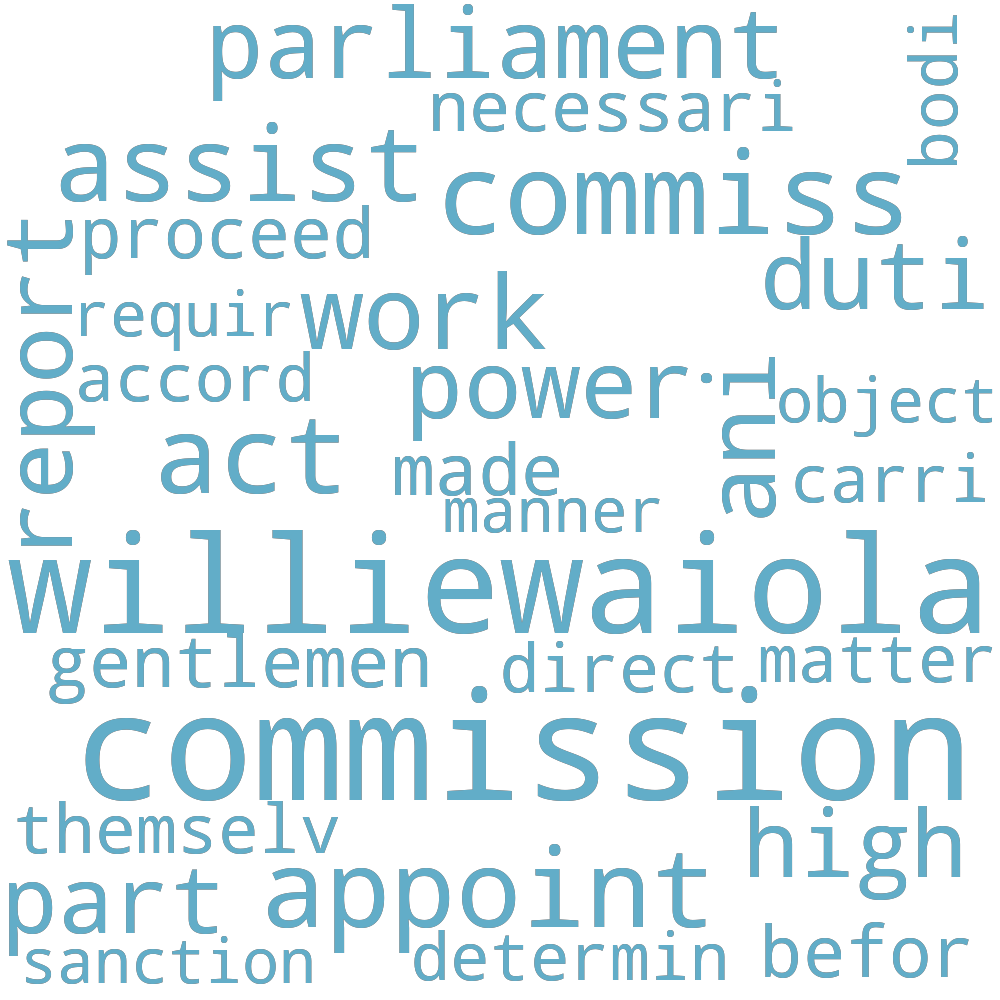 parliament
bodi
necessari
assist
commiss
proceed
duti
report
requir
work
accord
power
ani
object
act
made
carri
manner
williewaiola
gentlemen
direct
matter
commission
themselv
high
part
appoint
sanction
determin
befor